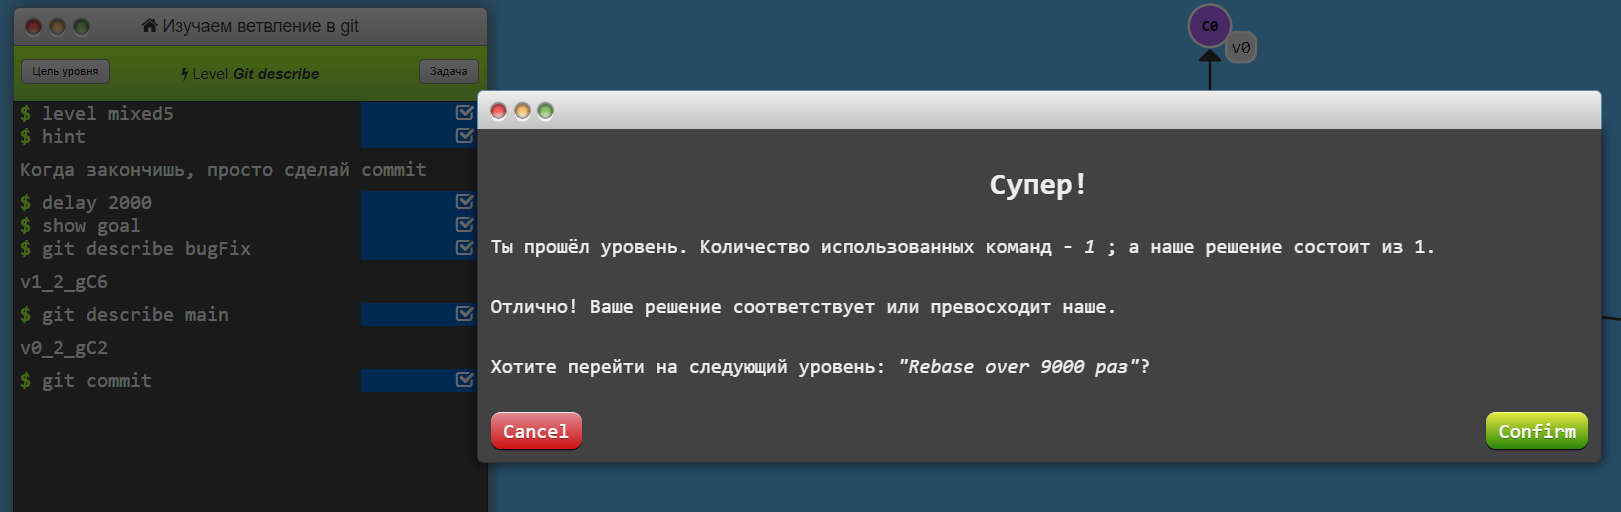 Изучаем ветвление в git
Цель уровня
Level Git describe
Задача
$ level mixed5
$ hint
Когда закончишь, просто сделай commit
$ delay 2000
$ show goal
$ git describe bugFix
v1_2_gC6
$ git describe main
v0_2_gC2
$ git commit
C0
v0
Супер!
Ты прошёл уровень. Количество использованных команд - 1 ; а наше решение состоит из 1.
Отлично! Ваше решение соответствует или превосходит наше.
Хотите перейти на следующий уровень: "Rebase over 9000 раз"?
Cancel
Confirm